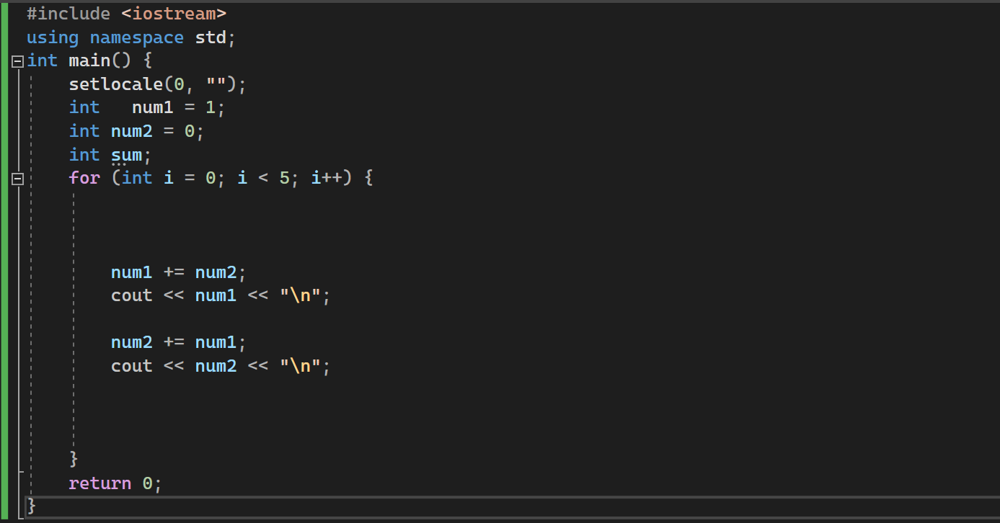 #include <iostream>
using namespace std;
int main() {
    setlocale(0, "");
    int   num1 = 1;
    int num2 = 0;
    int sum;
    for (int i = 0; i < 5; i++) {
        num1 += num2;
        cout << num1 << "\n";
        num2 += num1;
        cout << num2 << "\n";
    }
    return 0;
}